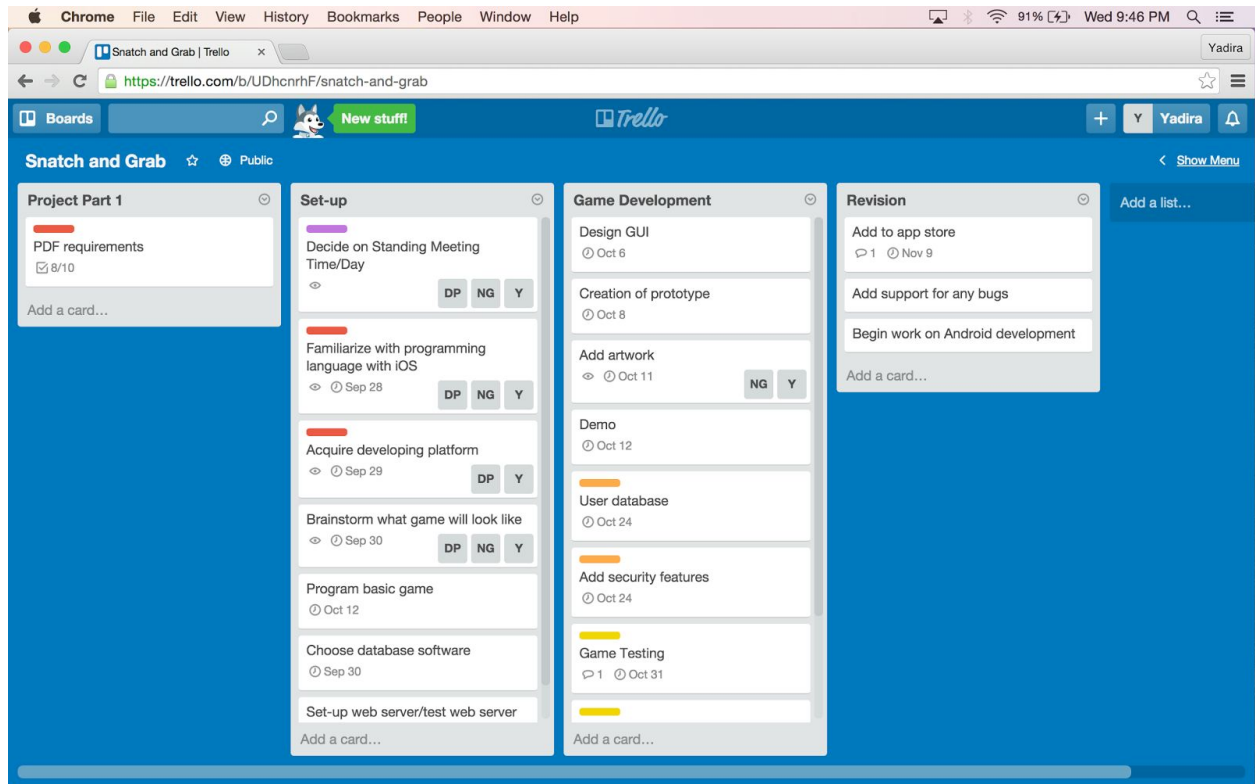 Chrome File Edit View History Bookmarks People Window Help 91% Wed 9:46 PM
Snatch and Grab | Trello
Yadira
https://trello.com/b/UDhcnrhF/snatch-and-grab
Boards
New stuff!
Trello
+
Y Yadira
Snatch and Grab Public
Show Menu
Project Part 1
PDF requirements
8/10
Add a card...
Set-up
Decide on Standing Meeting
Time/Day
DP NG Y
Familiarize with programming
language with iOS
Sep 28
DP NG Y
Acquire developing platform
Sep 29
DP Y
Brainstorm what game will look like
Sep 30
DP NG Y
Program basic game
Oct 12
Choose database software
Sep 30
Set-up web server/test web server
Add a card...
Game Development
Design GUI
Oct 6
Creation of prototype
Oct 8
Add artwork
Oct 11
NG Y
Demo
Oct 12
User database
Oct 24
Add security features
Oct 24
Game Testing
1 Oct 31
Add a card...
Revision
Add to app store
1 Nov 9
Add support for any bugs
Begin work on Android development
Add a card...
Add a list...